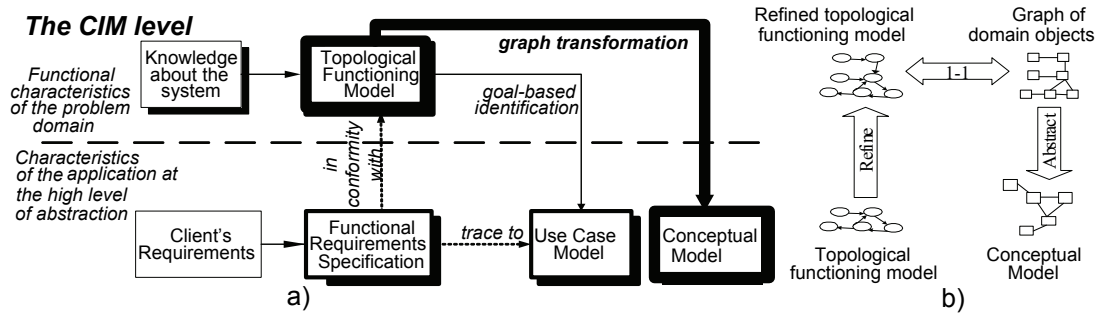 The CIM level
Knowledge
about the
system
Topological
Functioning
Model
graph transformation
Functional
characteristics
of the problem
domain
goal-based
identification
Characteristics
of the application at
the high level
of abstraction
in
conformity
with
Client's
Requirements
Functional
Requirements
Specification
trace to
Use Case
Model
Conceptual
Model
a)
Refined topological
functioning model
Graph of
domain objects
1-1
Refine
Abstract
Topological
functioning model
Conceptual
Model
b)